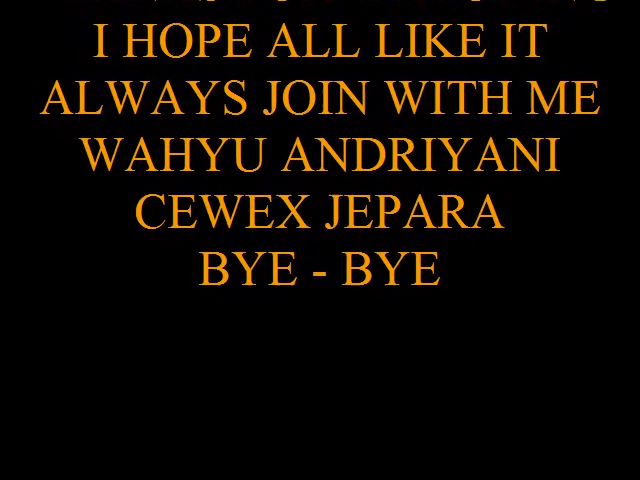 I HOPE ALL LIKE IT
ALWAYS JOIN WITH ME
WAHYU ANDRIYANI
CEWEX JEPARA
BYE - BYE